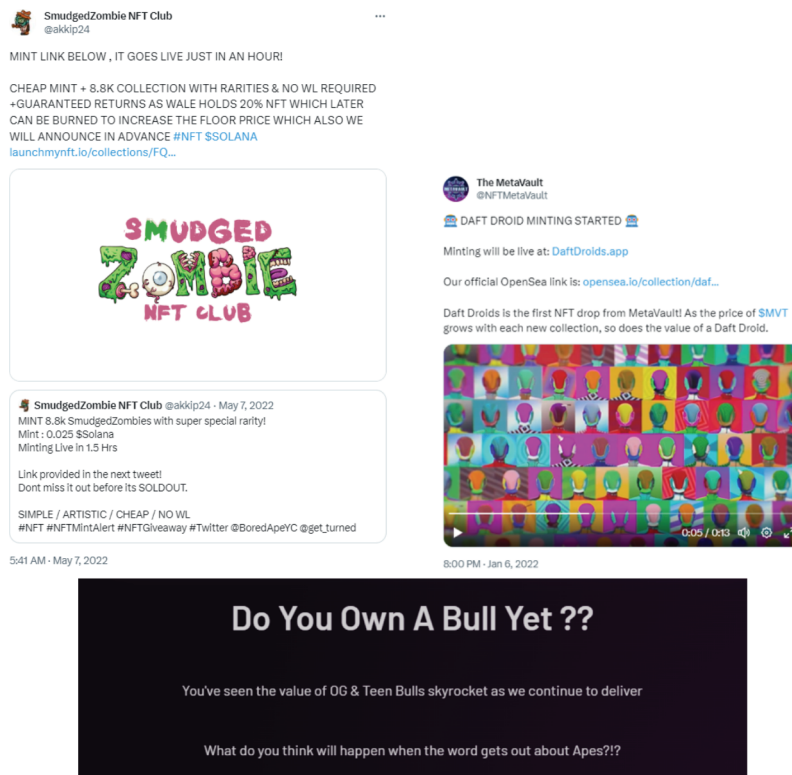 SmudgedZombie NFT Club
@akkip24
MINT LINK BELOW , IT GOES LIVE JUST IN AN HOUR!
CHEAP MINT + 8.8K COLLECTION WITH RARITIES & NO WL REQUIRED
+GUARANTEED RETURNS AS WALE HOLDS 20% NFT WHICH LATER
CAN BE BURNED TO INCREASE THE FLOOR PRICE WHICH ALSO WE
WILL ANNOUNCE IN ADVANCE #NFT $SOLANA
launchmynft.io/collections/FQ...
SMUDGED
ZOMBIE
NFT CLUB
SmudgedZombie NFT Club @akkip24 · May 7, 2022
MINT 8.8k SmudgedZombies with super special rarity!
Mint : 0.025 $Solana
Minting Live in 1.5 Hrs
Link provided in the next tweet!
Dont miss it out before its SOLDOUT.
SIMPLE / ARTISTIC / CHEAP / NO WL
#NFT #NFTMintAlert #NFTGiveaway #Twitter @BoredApeYC @get_turned
5:41 AM · May 7, 2022
The MetaVault
@NFTMetaVault
DAFT DROID MINTING STARTED
Minting will be live at: DaftDroids.app
Our official OpenSea link is: opensea.io/collection/daf...
Daft Droids is the first NFT drop from MetaVault! As the price of $MVT
grows with each new collection, so does the value of a Daft Droid.
0:05 / 0:13
8:00 PM · Jan 6, 2022
Do You Own A Bull Yet ??
You've seen the value of OG & Teen Bulls skyrocket as we continue to deliver
What do you think will happen when the word gets out about Apes?!?